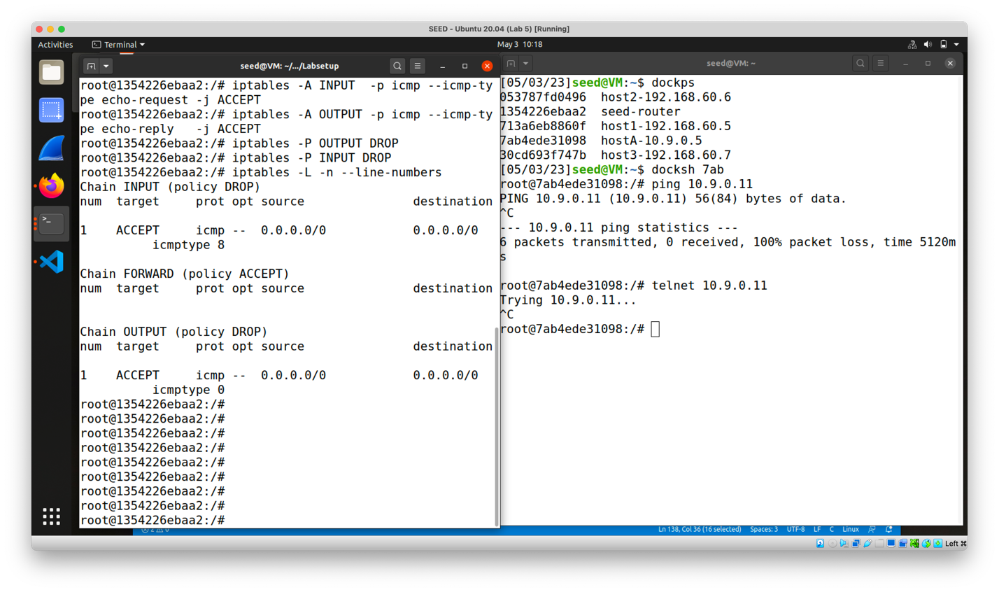 SEED - Ubuntu 20.04 (Lab 5) [Running]
Activities
Terminal
May 3 10:18
seed@VM: ~/.../Labsetup
root@1354226ebaa2:/# iptables -A INPUT  -p icmp --icmp-ty
pe echo-request -j ACCEPT
root@1354226ebaa2:/# iptables -A OUTPUT -p icmp --icmp-ty
pe echo-reply   -j ACCEPT
root@1354226ebaa2:/# iptables -P OUTPUT DROP
root@1354226ebaa2:/# iptables -P INPUT DROP
root@1354226ebaa2:/# iptables -L -n --line-numbers
Chain INPUT (policy DROP)
num  target     prot opt source               destination
1    ACCEPT     icmp --  0.0.0.0/0            0.0.0.0/0
icmptype 8
Chain FORWARD (policy ACCEPT)
num  target     prot opt source               destination
Chain OUTPUT (policy DROP)
num  target     prot opt source               destination
1    ACCEPT     icmp --  0.0.0.0/0            0.0.0.0/0
icmptype 0
root@1354226ebaa2:/#
root@1354226ebaa2:/#
root@1354226ebaa2:/#
root@1354226ebaa2:/#
root@1354226ebaa2:/#
root@1354226ebaa2:/#
root@1354226ebaa2:/#
root@1354226ebaa2:/#
root@1354226ebaa2:/#
seed@VM: ~
[05/03/23]seed@VM:~$ dockps
053787fd0496  host2-192.168.60.6
1354226ebaa2  seed-router
713a6eb8860f  host1-192.168.60.5
7ab4ede31098  hostA-10.9.0.5
30cd693f747b  host3-192.168.60.7
[05/03/23]seed@VM:~$ docksh 7ab
root@7ab4ede31098:/# ping 10.9.0.11
PING 10.9.0.11 (10.9.0.11) 56(84) bytes of data.
^C
--- 10.9.0.11 ping statistics ---
6 packets transmitted, 0 received, 100% packet loss, time 5120m
s
root@7ab4ede31098:/# telnet 10.9.0.11
Trying 10.9.0.11...
^C
root@7ab4ede31098:/#
Ln 138, Col 36 (16 selected)  Spaces: 3  UTF-8  LF  C  Linux
Left ⌘